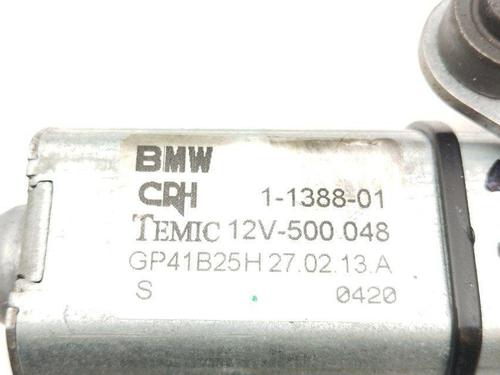 BMW
CRH 1-1388-01
TEMIC 12V-500 048
GP41B25H 27.02.13.A
S 0420